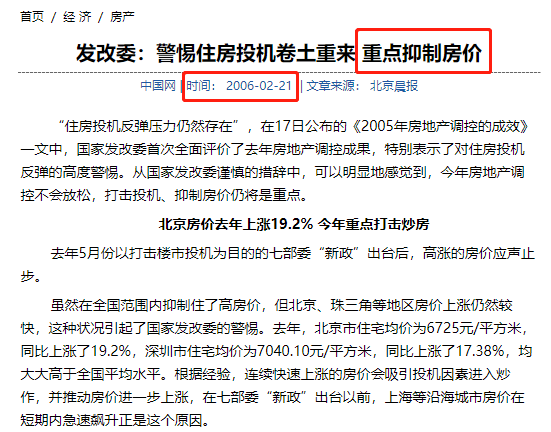 首页 / 经 济 / 房产
发改委：警惕住房投机卷土重来 重点抑制房价
中国网 | 时间： 2006-02-21 | 文章来源： 北京晨报
“住房投机反弹压力仍然存在”，在17日公布的《2005年房地产调控的成效》
一文中，国家发改委首次全面评价了去年房地产调控成果，特别表示了对住房投机
反弹的高度警惕。从国家发改委谨慎的措辞中，可以明显地感觉到，今年房地产调
控不会放松，打击投机、抑制房价仍将是重点。
北京房价去年上涨19.2% 今年重点打击炒房
去年5月份以打击楼市投机为目的的七部委“新政”出台后，高涨的房价应声止
步。
虽然在全国范围内抑制住了高房价，但北京、珠三角等地区房价上涨仍然较
快，这种状况引起了国家发改委的警惕。去年，北京市住宅均价为6725元/平方米，
同比上涨了19.2%，深圳市住宅均价为7040.10元/平方米，同比上涨了17.38%，均
大大高于全国平均水平。根据经验，连续快速上涨的房价会吸引投机因素进入炒
作，并推动房价进一步上涨，在七部委“新政”出台以前，上海等沿海城市房价在
短期内急速飙升正是这个原因。